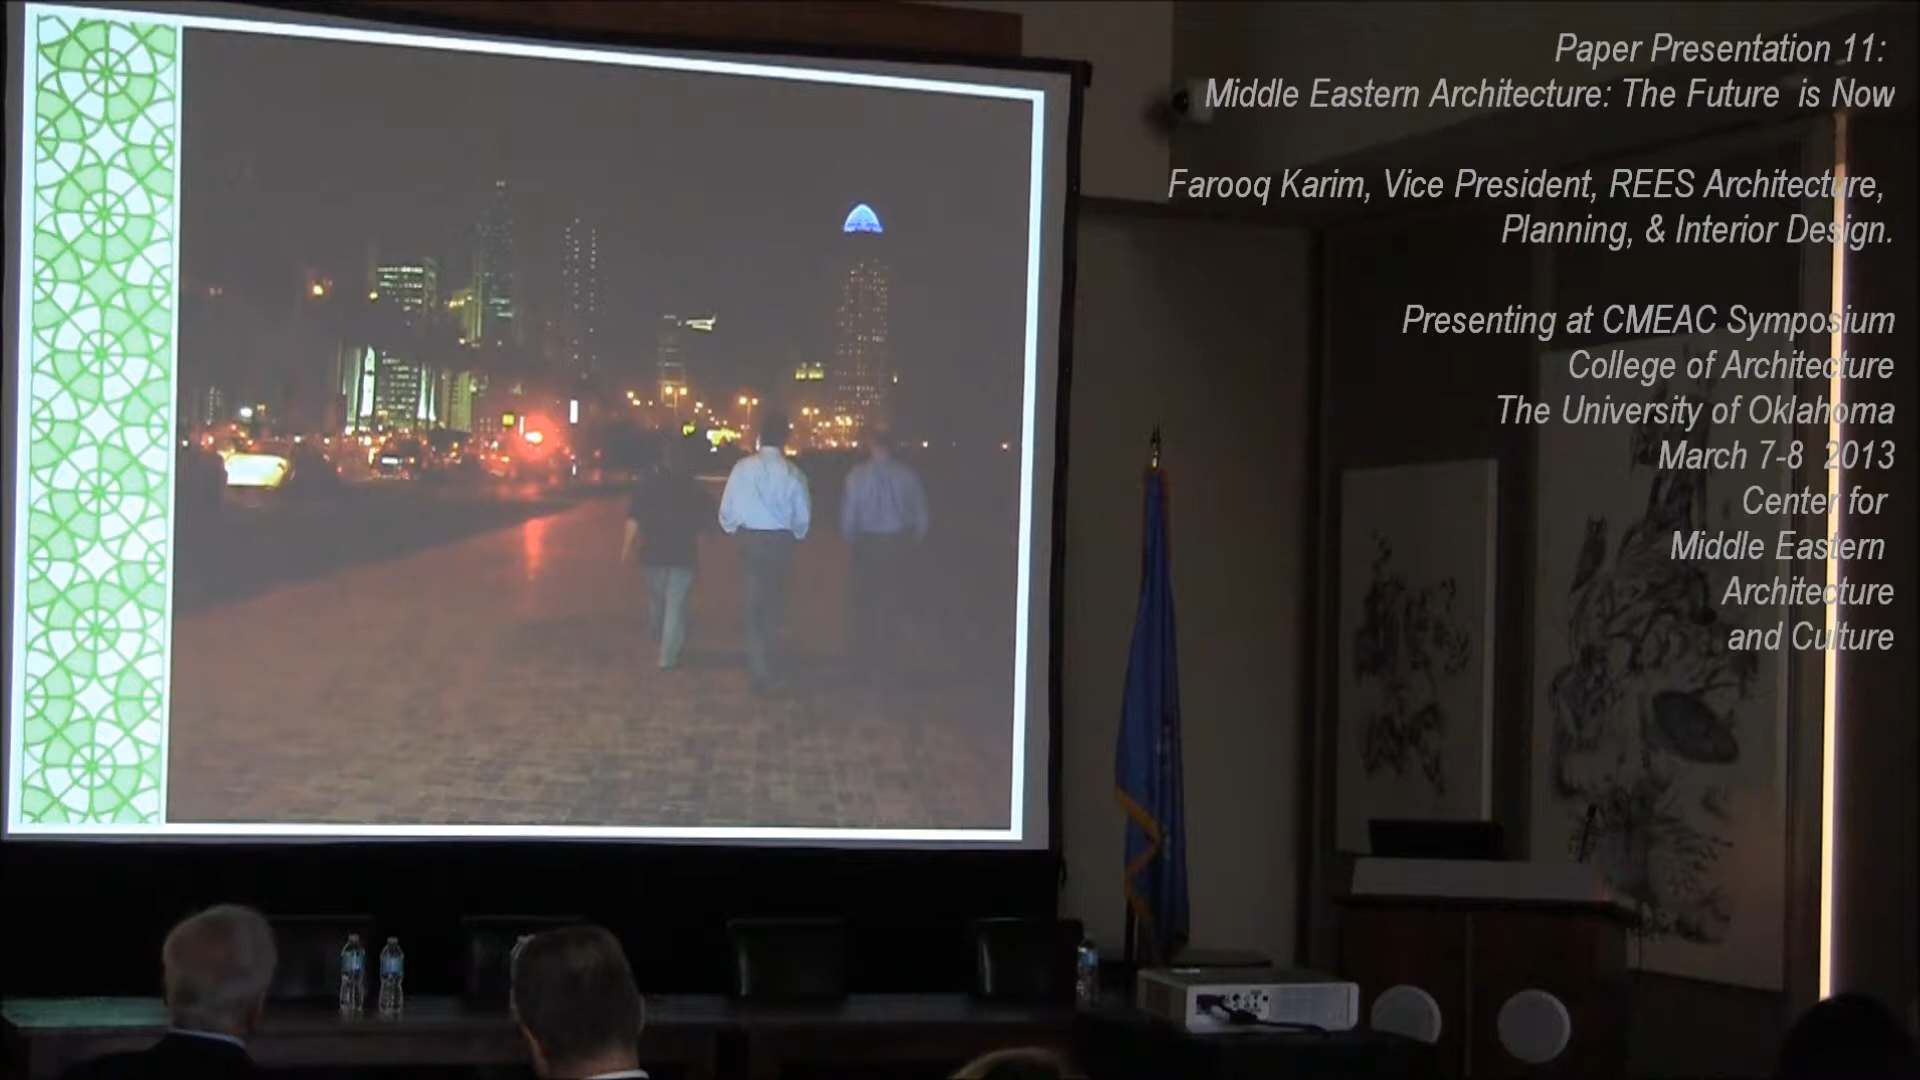 Paper Presentation 11:
Middle Eastern Architecture: The Future is Now
Farooq Karim, Vice President, REES Architecture,
Planning, & Interior Design.
Presenting at CMEAC Symposium
College of Architecture
The University of Oklahoma
March 7-8 2013
Center for
Middle Eastern
Architecture
and Culture